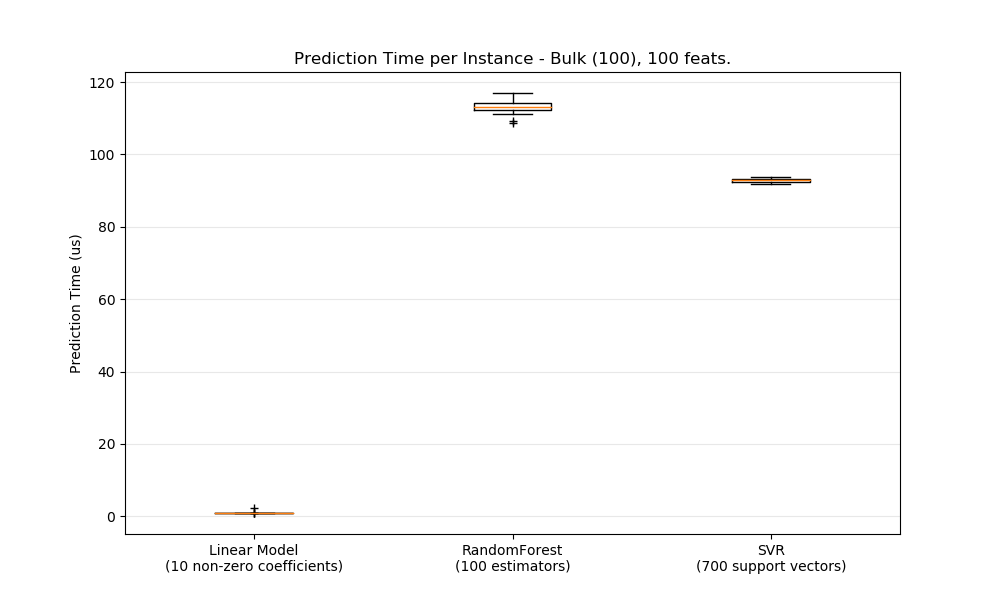 Prediction Time per Instance - Bulk (100), 100 feats.
120
100
80
60
40
20
0
Prediction Time (us)
Linear Model
(10 non-zero coefficients)
RandomForest
(100 estimators)
SVR
(700 support vectors)